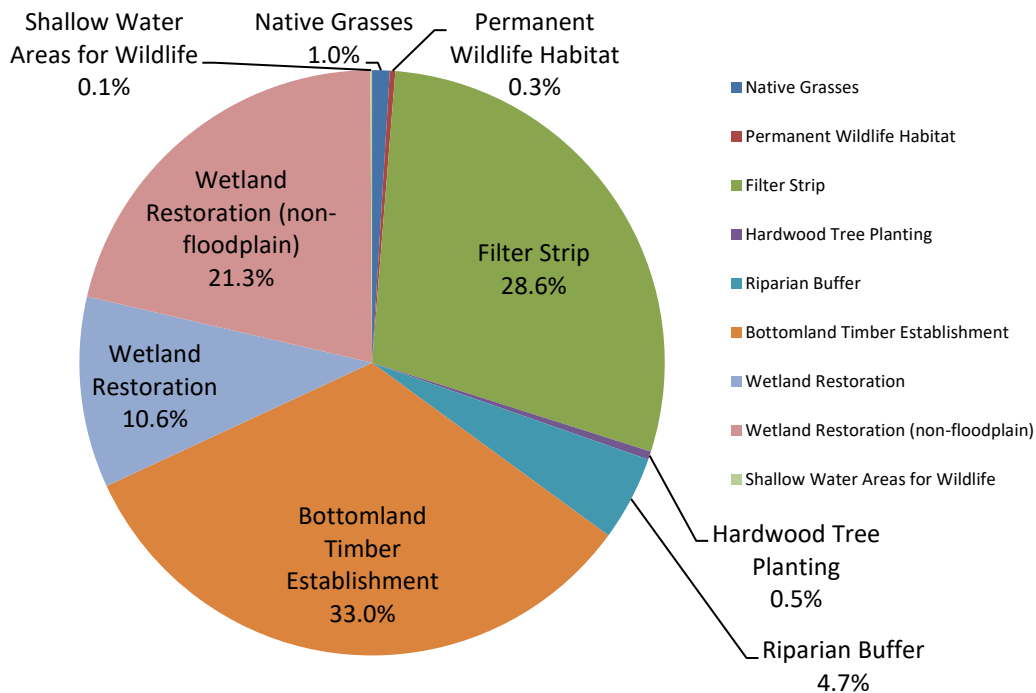 Shallow Water
Areas for Wildlife
0.1%
Native Grasses
1.0%
Permanent
Wildlife Habitat
0.3%
Filter Strip
28.6%
Hardwood Tree
Planting
0.5%
Riparian Buffer
4.7%
Bottomland
Timber
Establishment
33.0%
Wetland
Restoration
10.6%
Wetland
Restoration (non-
floodplain)
21.3%
Native Grasses
Permanent Wildlife Habitat
Filter Strip
Hardwood Tree Planting
Riparian Buffer
Bottomland Timber Establishment
Wetland Restoration
Wetland Restoration (non-floodplain)
Shallow Water Areas for Wildlife